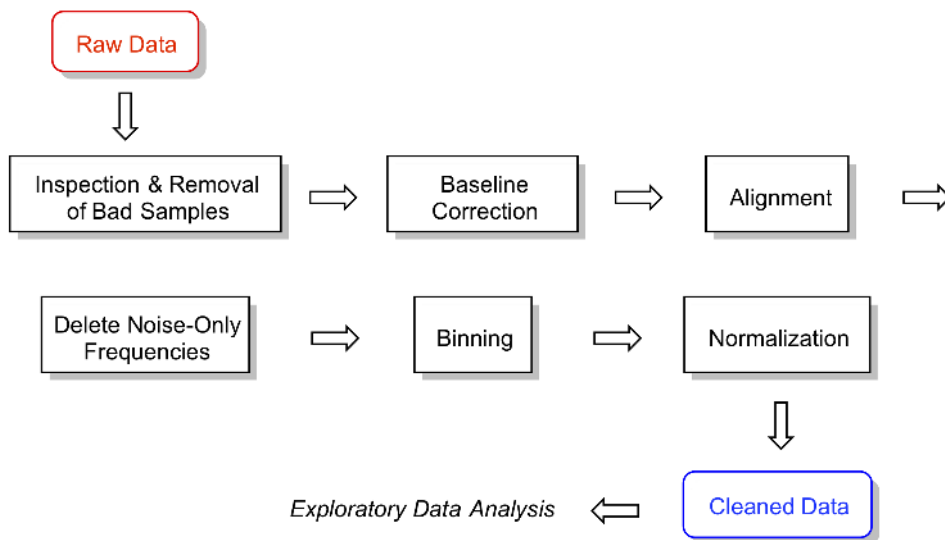 Raw Data
Inspection & Removal
of Bad Samples
Baseline
Correction
Alignment
Delete Noise-Only
Frequencies
Binning
Normalization
Exploratory Data Analysis
Cleaned Data